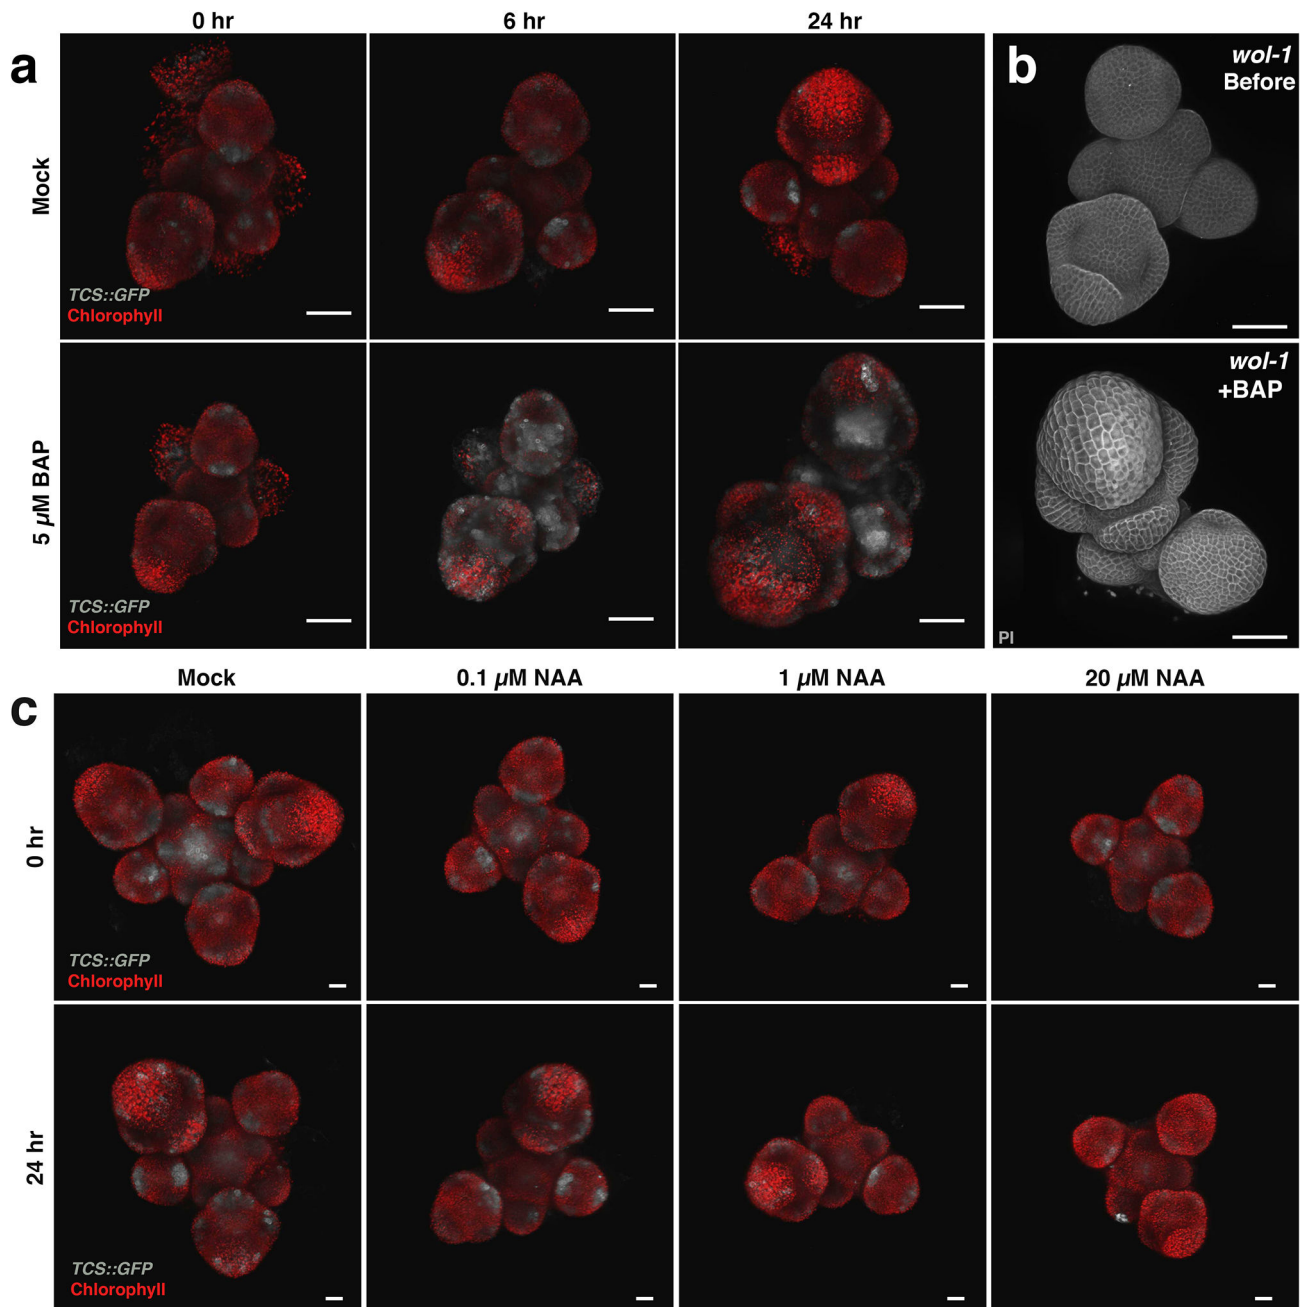 0 hr
6 hr
24 hr
a
b
Mock
wol-1
Before
TCS::GFP
Chlorophyll
5 µM BAP
wol-1
+BAP
TCS::GFP
Chlorophyll
PI
c
Mock
0.1 µM NAA
1 µM NAA
20 µM NAA
0 hr
TCS::GFP
Chlorophyll
24 hr
TCS::GFP
Chlorophyll